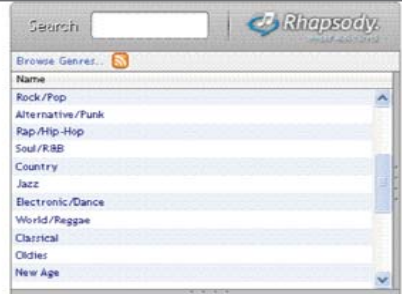 Search
Rhapsody.
Browse Genres..
Name
Rock/Pop
Alternative/Punk
Rap/Hip-Hop
Soul/R&B
Country
Jazz
Electronic/Dance
World/Reggae
Classical
Oldies
New Age